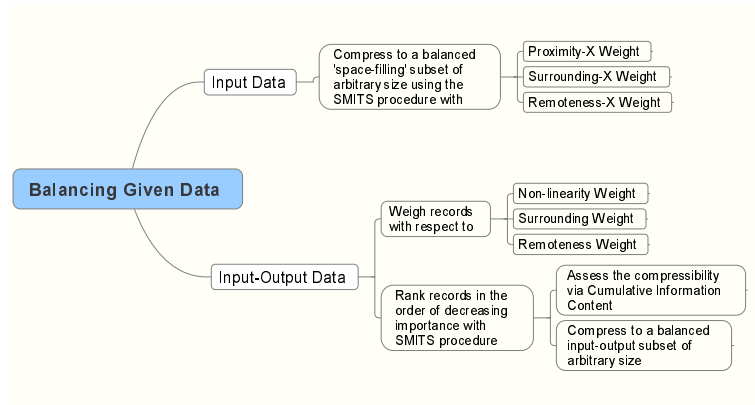 Balancing Given Data
Input Data
Compress to a balanced
'space-filling' subset of
arbitrary size using the
SMITS procedure with
Proximity-X Weight
Surrounding-X Weight
Remoteness-X Weight
Input-Output Data
Weigh records
with respect to
Non-linearity Weight
Surrounding Weight
Remoteness Weight
Rank records in the
order of decreasing
importance with
SMITS procedure
Assess the compressibility
via Cumulative Information
Content
Compress to a balanced
input-output subset of
arbitrary size